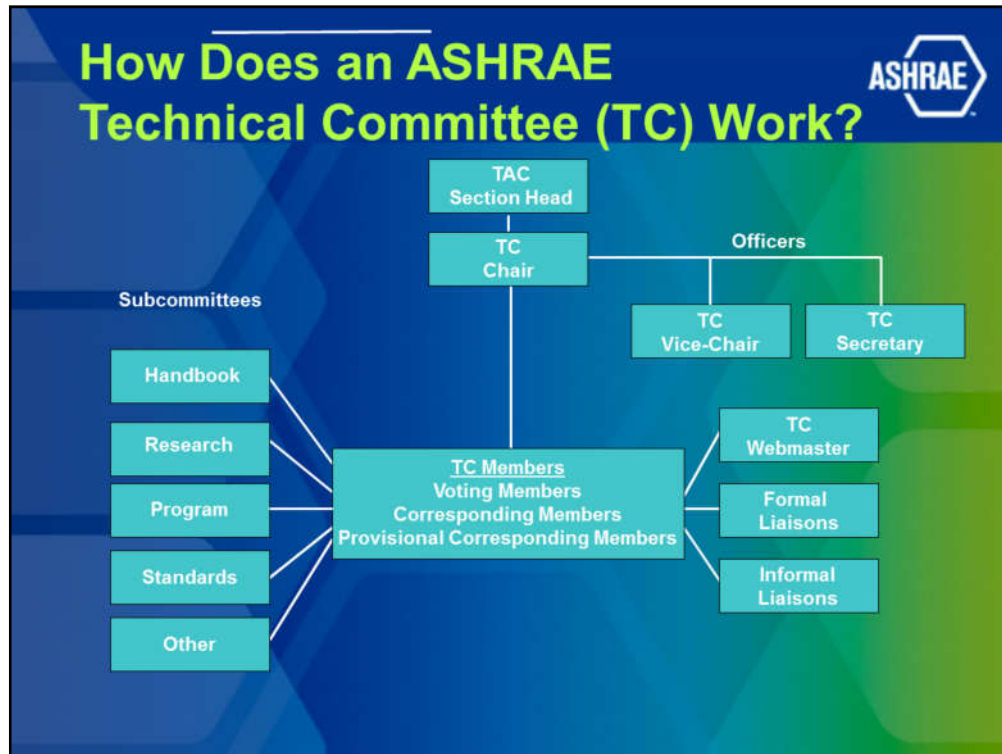 How Does an ASHRAE
Technical Committee (TC) Work?
ASHRAE
TAC
Section Head
TC
Chair
Officers
TC
Vice-Chair
TC
Secretary
Subcommittees
Handbook
Research
Program
Standards
Other
TC Members
Voting Members
Corresponding Members
Provisional Corresponding Members
TC
Webmaster
Formal
Liaisons
Informal
Liaisons